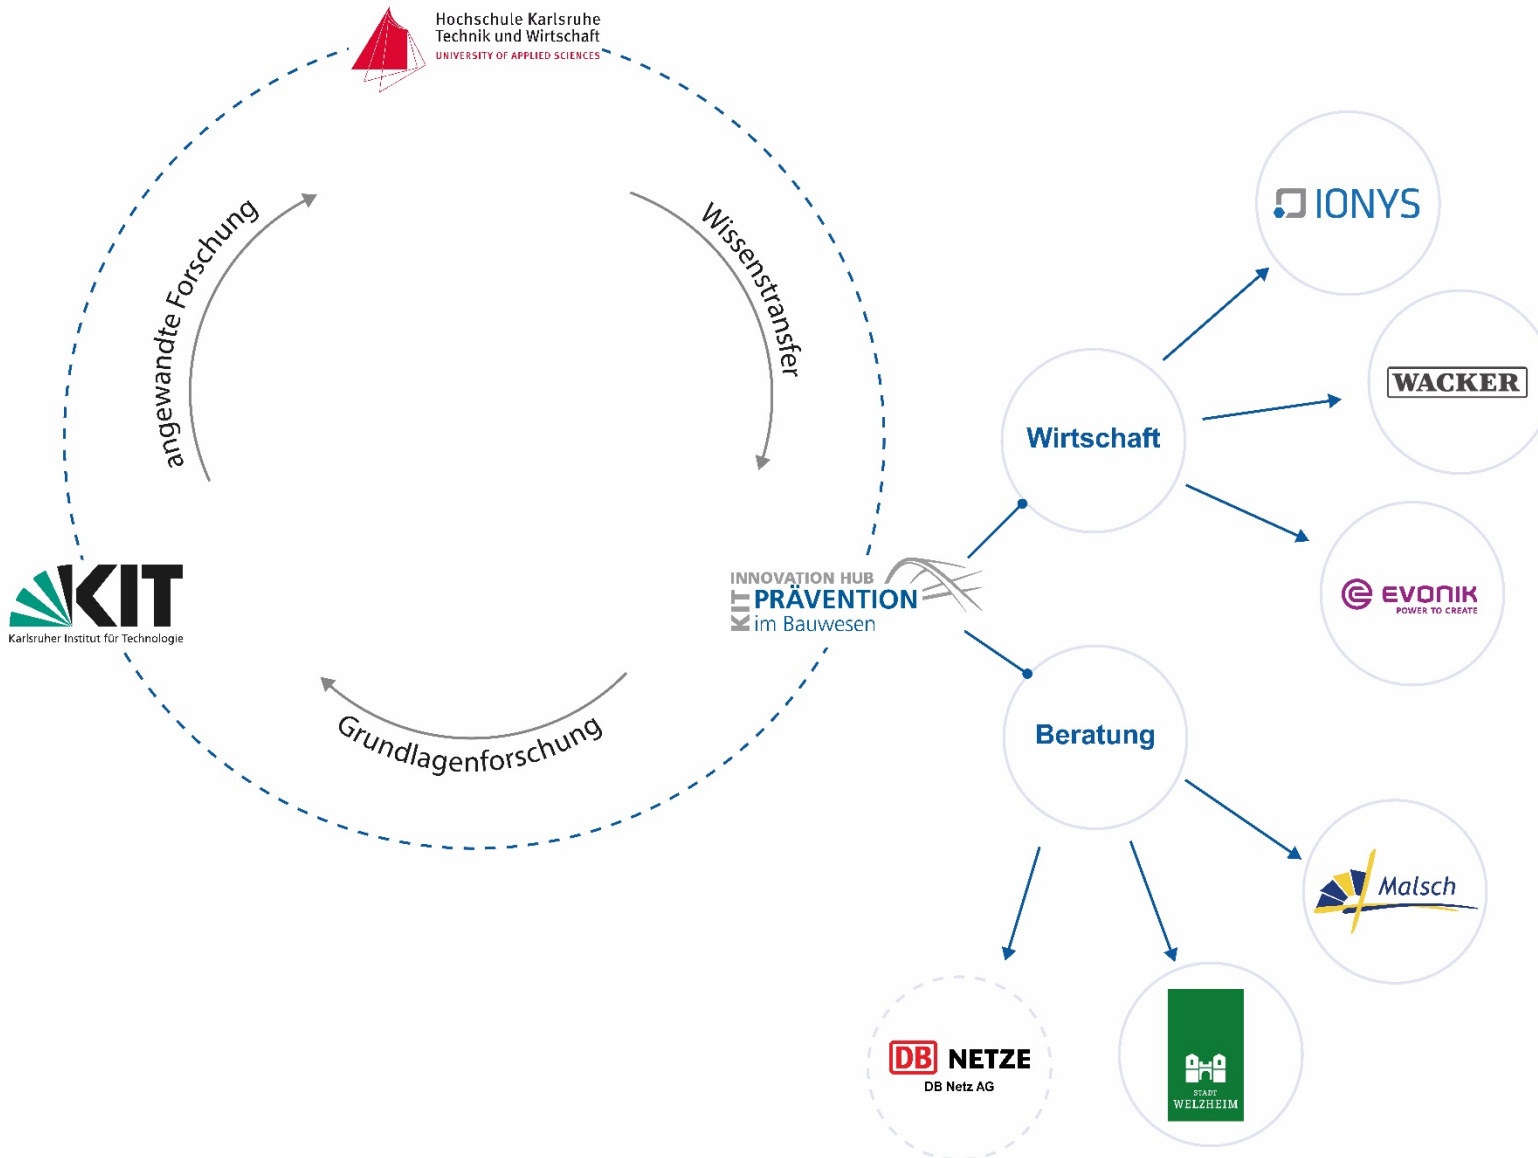 Hochschule Karlsruhe
Technik und Wirtschaft
UNIVERSITY OF APPLIED SCIENCES
angewandte Forschung
Wissenstransfer
IONYS
WACKER
Wirtschaft
KIT
Karlsruher Institut für Technologie
INNOVATION HUB
KIT
PRÄVENTION
im Bauwesen
EVONIK
POWER TO CREATE
Grundlagenforschung
Beratung
Malsch
DB NETZE
DB Netz AG
STADT
WELZHEIM